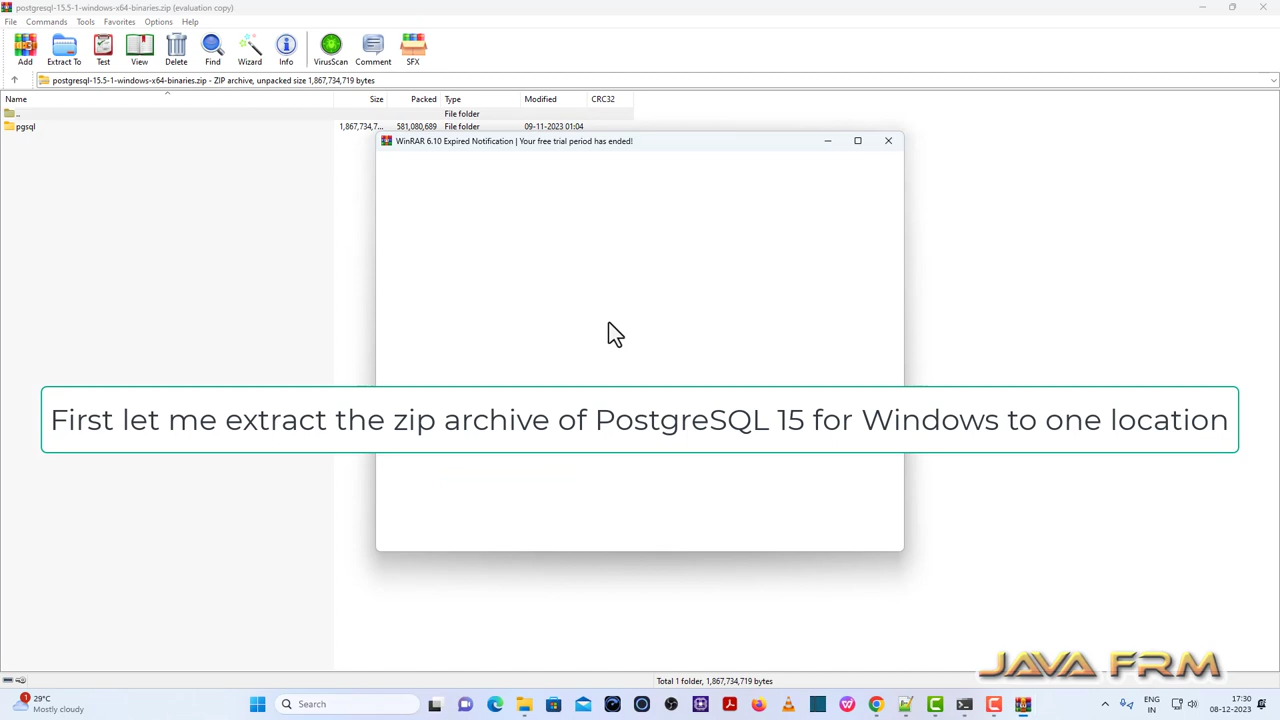 postgresql-15.5-1-windows-x64-binaries.zip (evaluation copy)
File Commands Tools Favorites Options Help
Add Extract To Test View Delete Find Wizard Info VirusScan Comment SFX
postgresql-15.5-1-windows-x64-binaries.zip - ZIP archive, unpacked size 1,867,734,719 bytes
Name Size Packed Type Modified CRC32
.. File folder
pgsql 1,867,734,7... 581,080,689 File folder 09-11-2023 01:04
WinRAR 6.10 Expired Notification | Your free trial period has ended!
First let me extract the zip archive of PostgreSQL 15 for Windows to one location
JAVA FRM
Total 1 folder, 1,867,734,719 bytes
1
29°C
Mostly cloudy
Search
ENG
IN
17:30
08-12-2023